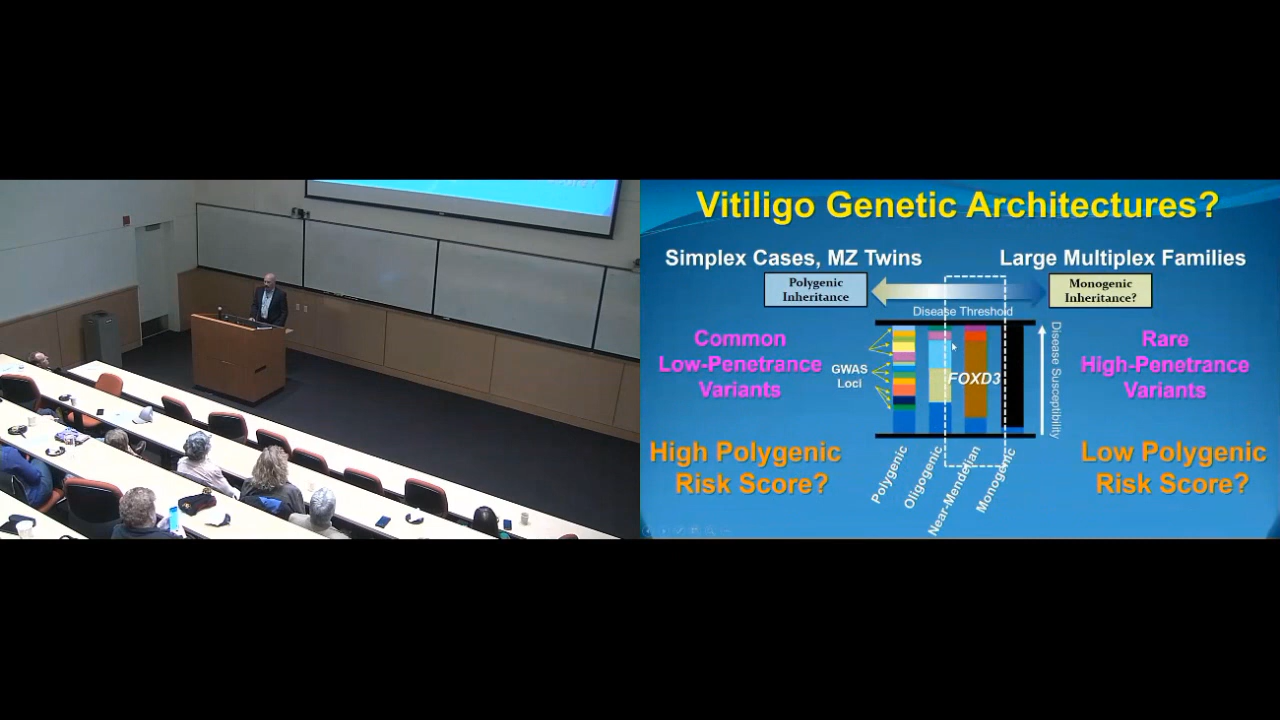 Vitiligo Genetic Architectures?
Simplex Cases, MZ Twins
Large Multiplex Families
Polygenic
Inheritance
Monogenic
Inheritance?
Disease Threshold
Common
Low-Penetrance
Variants
GWAS
Loci
FOXD3
Disease Susceptibility
Rare
High-Penetrance
Variants
High Polygenic
Risk Score?
Low Polygenic
Risk Score?
Polygenic
Oligogenic
Near-Mendelian
Monogenic